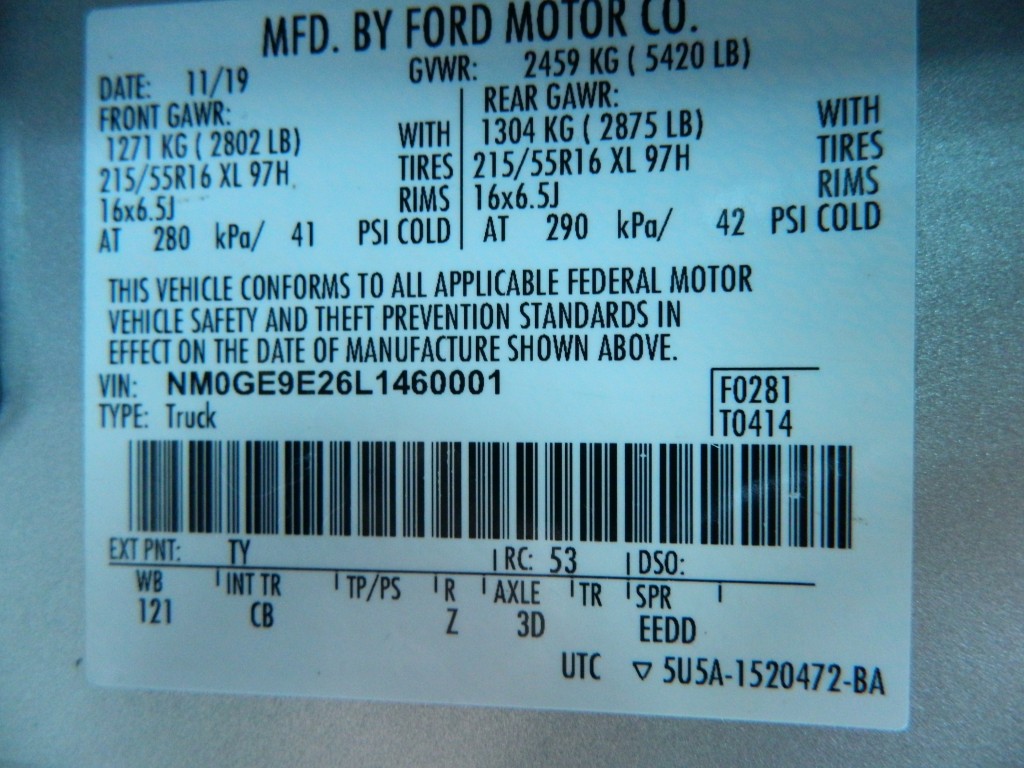 MFD. BY FORD MOTOR CO.
DATE: 11/19 GVWR: 2459 KG ( 5420 LB)
FRONT GAWR: REAR GAWR:
1271 KG ( 2802 LB) WITH 1304 KG ( 2875 LB) WITH
215/55R16 XL 97H TIRES 215/55R16 XL 97H TIRES
16x6.5J RIMS 16x6.5J RIMS
AT 280 kPa/ 41 PSI COLD AT 290 kPa/ 42 PSI COLD
THIS VEHICLE CONFORMS TO ALL APPLICABLE FEDERAL MOTOR
VEHICLE SAFETY AND THEFT PREVENTION STANDARDS IN
EFFECT ON THE DATE OF MANUFACTURE SHOWN ABOVE.
VIN: NM0GE9E26L1460001 F0281
TYPE: Truck T0414
EXT PNT: TY RC: 53 DSO:
WB INT TR TP/PS R AXLE TR SPR
121 CB Z 3D EEDD
UTC ▽ 5U5A-1520472-BA